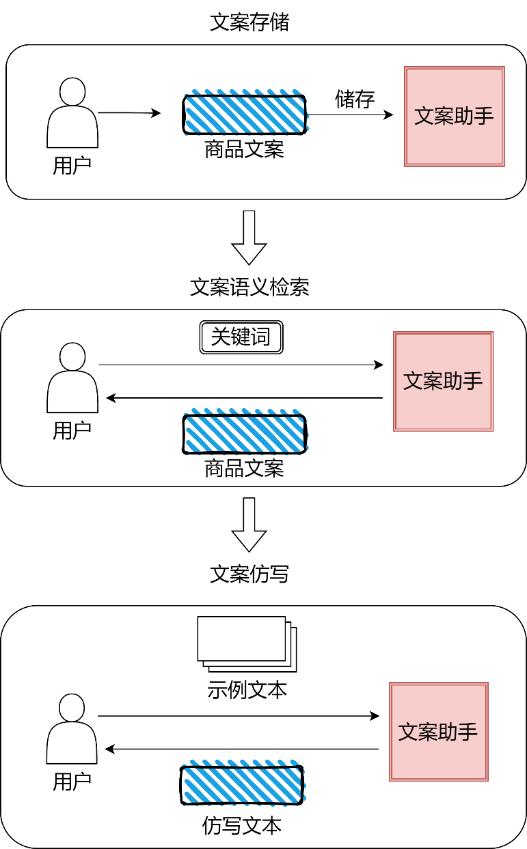 文案存储
储存
文案助手
商品文案
用户
文案语义检索
关键词
文案助手
用户
商品文案
文案仿写
示例文本
文案助手
用户
仿写文本